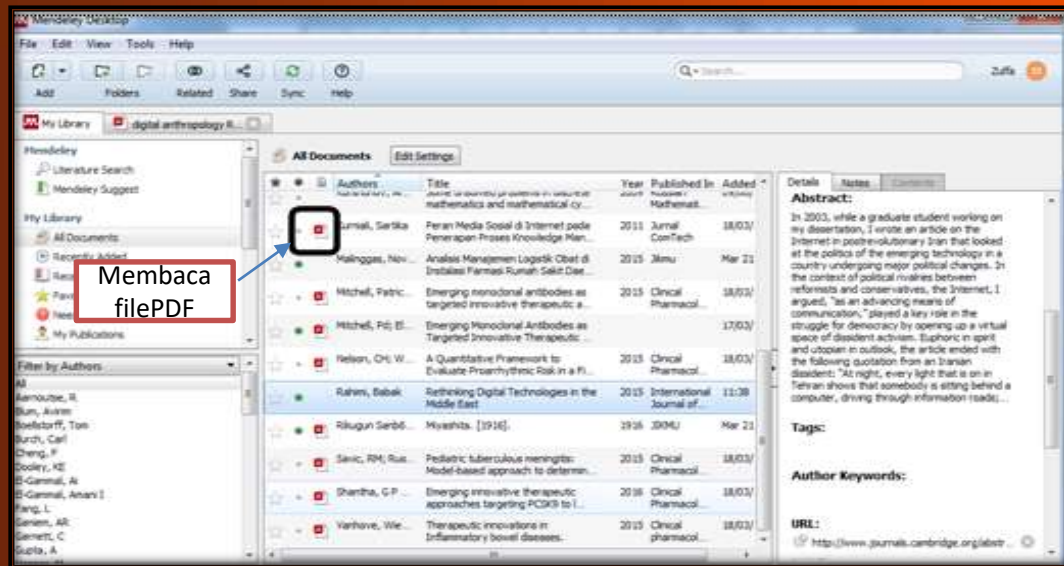 Mendeley Desktop
File Edit View Tools Help
Search...
Zulfa
Add Folders Related Share Sync Help
My Library digital anthropology R...
Mendeley
Literature Search
Mendeley Suggest
My Library
All Documents
Recently Added
My Publications
Membaca
filePDF
Filter by Authors
All
Aarnoutse, R
Blum, Avrim
Boellstorff, Tom
Burch, Carl
Cheng, F
Dooley, KE
El-Gammal, Ai
El-Gammal, Amani I
Fang, L
Garnett, C
Gupta, A
All Documents Edit Settings
Authors Title Year Published In Added
mathematics and mathematical cy... Mathemat...
Jumiali, Sartika Peran Media Sosial di Internet pada 2011 Jurnal 18/03/
Penerapan Proses Knowledge Man... ComTech
Malinggas, Nov... Analisis Manajemen Logistik Obat di 2015 Jikmu Mar 21
Instalasi Farmasi Rumah Sakit Dae...
Mitchell, Patric... Emerging monoclonal antibodies as 2015 Clinical 18/03/
targeted innovative therapeutic a... Pharmacol...
Mitchell, Pd; El... Emerging Monoclonal Antibodies as 17/03/
Targeted Innovative Therapeutic ...
Nelson, CH; W... A Quantitative Framework to 2015 Clinical 18/03/
Evaluate Proarrhythmic Risk in a Fi... Pharmacol...
Rahimi, Babak Rethinking Digital Technologies in the 2015 International 11:38
Middle East Journal of...
Rikugun Sanbō... Miyashita. [1916]. 1916 JIKMU Mar 21
Savic, RM; Rus... Pediatric tuberculous meningitis: 2015 Clinical 18/03/
Model-based approach to determin... Pharmacol...
Shantha, G P ... Emerging innovative therapeutic 2016 Clinical 18/03/
approaches targeting PCSK9 to l... Pharmacol...
Vanhove, Wie... Therapeutic innovations in 2015 Clinical 18/03/
inflammatory bowel diseases. pharmacol...
Details Notes Contents
Abstract:
In 2003, while a graduate student working on
my dissertation, I wrote an article on the
Internet in postrevolutionary Iran that looked
at the politics of the emerging technology in a
country undergoing major political changes. In
the context of political rivalries between
reformists and conservatives, the Internet, I
argued, "as an advancing means of
communication," played a key role in the
struggle for democracy by opening up a virtual
space of dissident activism. Euphoric in spirit
and utopian in outlook, the article ended with
the following quotation from an Iranian
dissident: "At night, every light that is on in
Tehran shows that somebody is sitting behind a
computer, driving through information roads;...
Tags:
Author Keywords:
URL:
http://www.journals.cambridge.org/abstr...